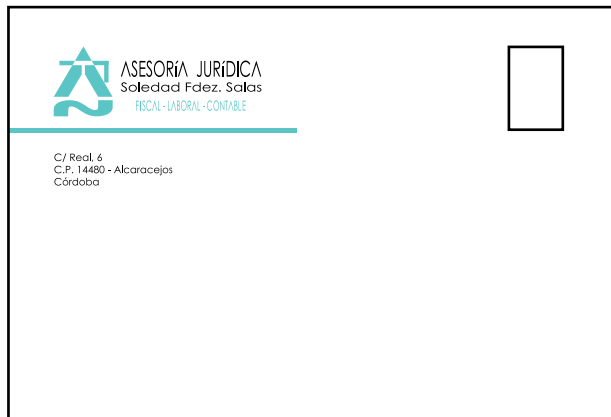 ASESORÍA JURÍDICA
Soledad Fdez. Salas
FISCAL - LABORAL - CONTABLE
C/ Real, 6
C.P. 14480 - Alcaracejos
Córdoba